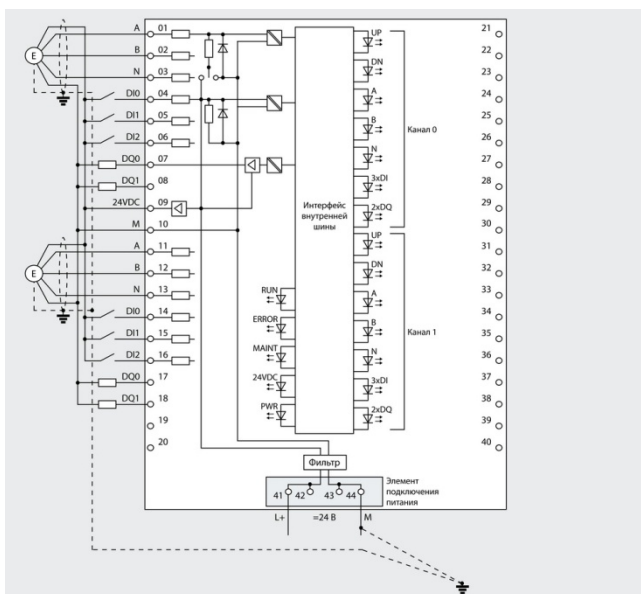 A 01
B 02
N 03
DI0 04
DI1 05
DI2 06
DQ0 07
DQ1 08
24VDC 09
M 10
A 11
B 12
N 13
DI0 14
DI1 15
DI2 16
DQ0 17
DQ1 18
19
20
E
E
UP
DN
A
B
N
3xDI
2xDQ
Канал 0
UP
DN
A
B
N
3xDI
2xDQ
Канал 1
Интерфейс
внутренней
шины
RUN
ERROR
MAINT
24VDC
PWR
21
22
23
24
25
26
27
28
29
30
31
32
33
34
35
36
37
38
39
40
Фильтр
41 42 43 44
Элемент
подключения
питания
L+ =24 В M